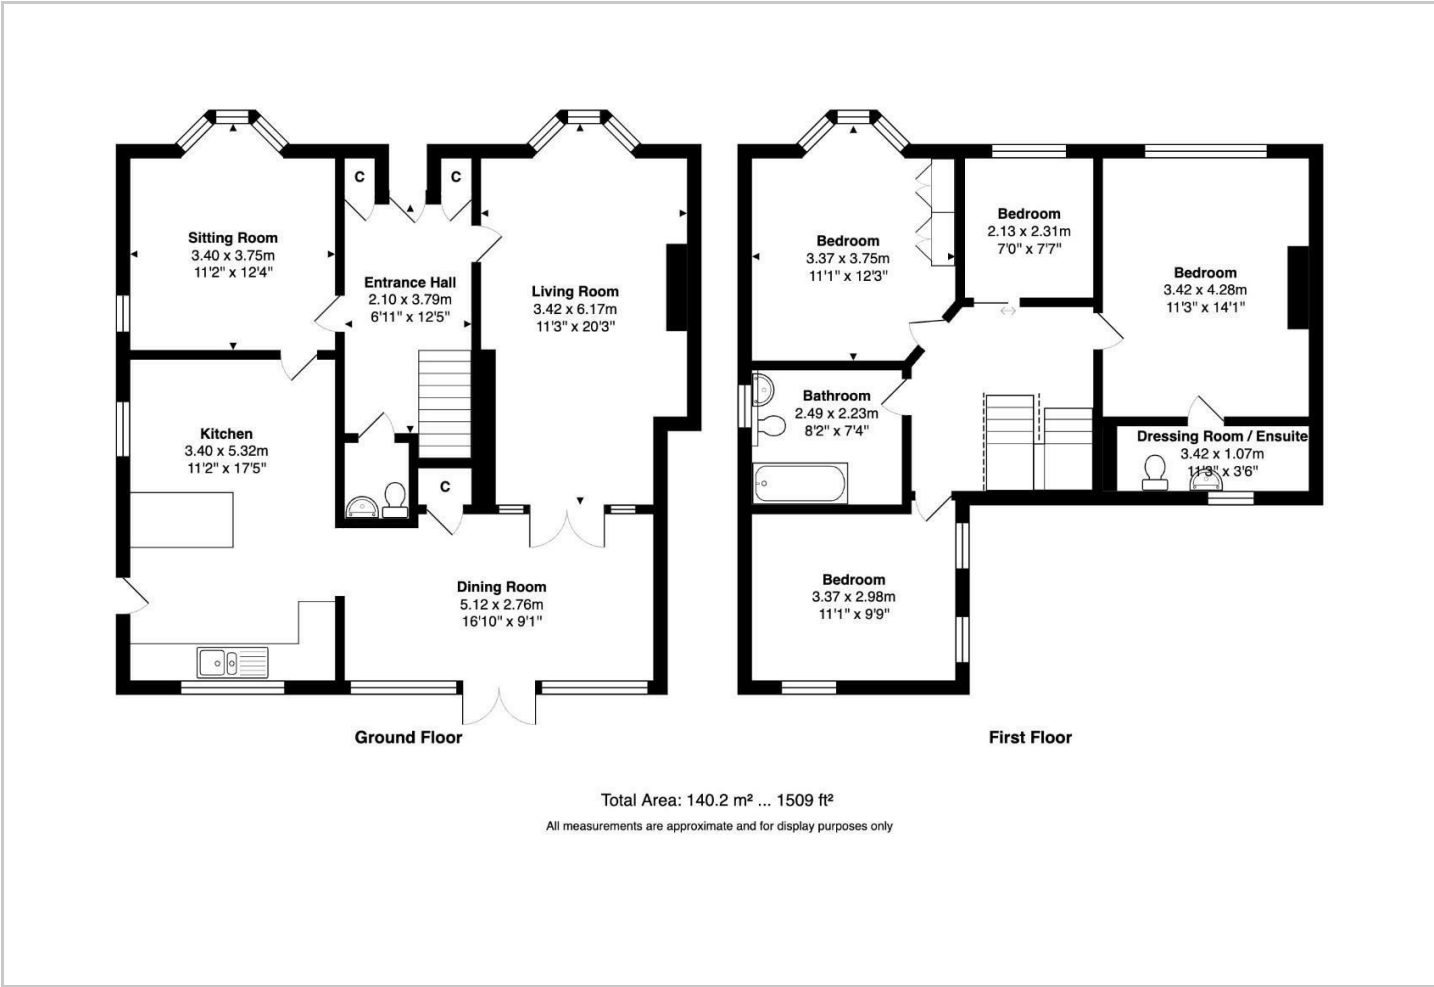 C
C
Sitting Room
3.40 x 3.75m
11'2" x 12'4"
Entrance Hall
2.10 x 3.79m
6'11" x 12'5"
Living Room
3.42 x 6.17m
11'3" x 20'3"
Kitchen
3.40 x 5.32m
11'2" x 17'5"
C
Dining Room
5.12 x 2.76m
16'10" x 9'1"
Ground Floor
Bedroom
3.37 x 3.75m
11'1" x 12'3"
Bedroom
2.13 x 2.31m
7'0" x 7'7"
Bedroom
3.42 x 4.28m
11'3" x 14'1"
Bathroom
2.49 x 2.23m
8'2" x 7'4"
Dressing Room / Ensuite
3.42 x 1.07m
11'3" x 3'6"
Bedroom
3.37 x 2.98m
11'1" x 9'9"
First Floor
Total Area: 140.2 m² ... 1509 ft²
All measurements are approximate and for display purposes only